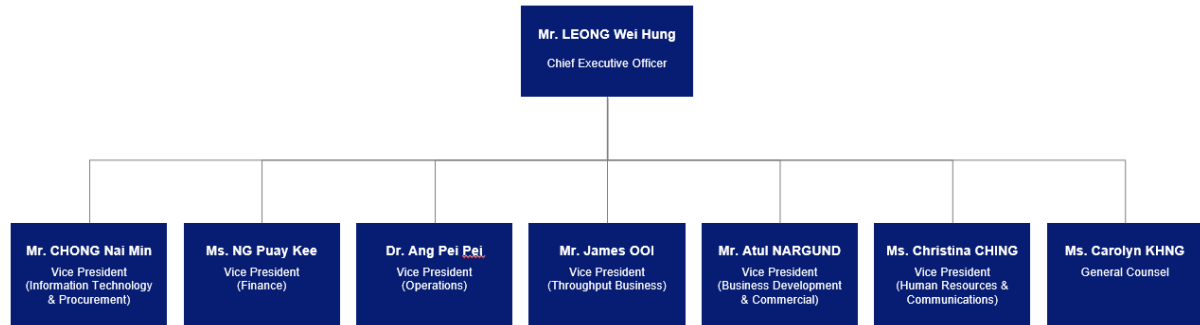 Mr. LEONG Wei Hung
Chief Executive Officer
Mr. CHONG Nai Min
Vice President
(Information Technology
& Procurement)
Ms. NG Puay Kee
Vice President
(Finance)
Dr. Ang Pei Pei
Vice President
(Operations)
Mr. James OOI
Vice President
(Throughput Business)
Mr. Atul NARGUND
Vice President
(Business Development
& Commercial)
Ms. Christina CHING
Vice President
(Human Resources &
Communications)
Ms. Carolyn KHNG
General Counsel